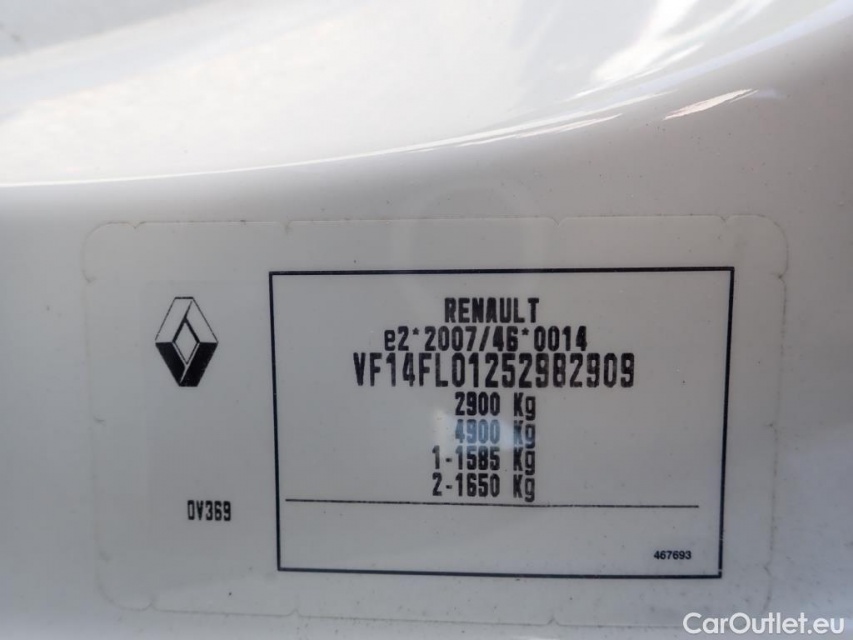 RENAULT
e2*2007/46*0014
VF14FL01252982909
2900 Kg
4900 Kg
1-1585 Kg
2-1650 Kg
0V369
467693
CarOutlet.eu